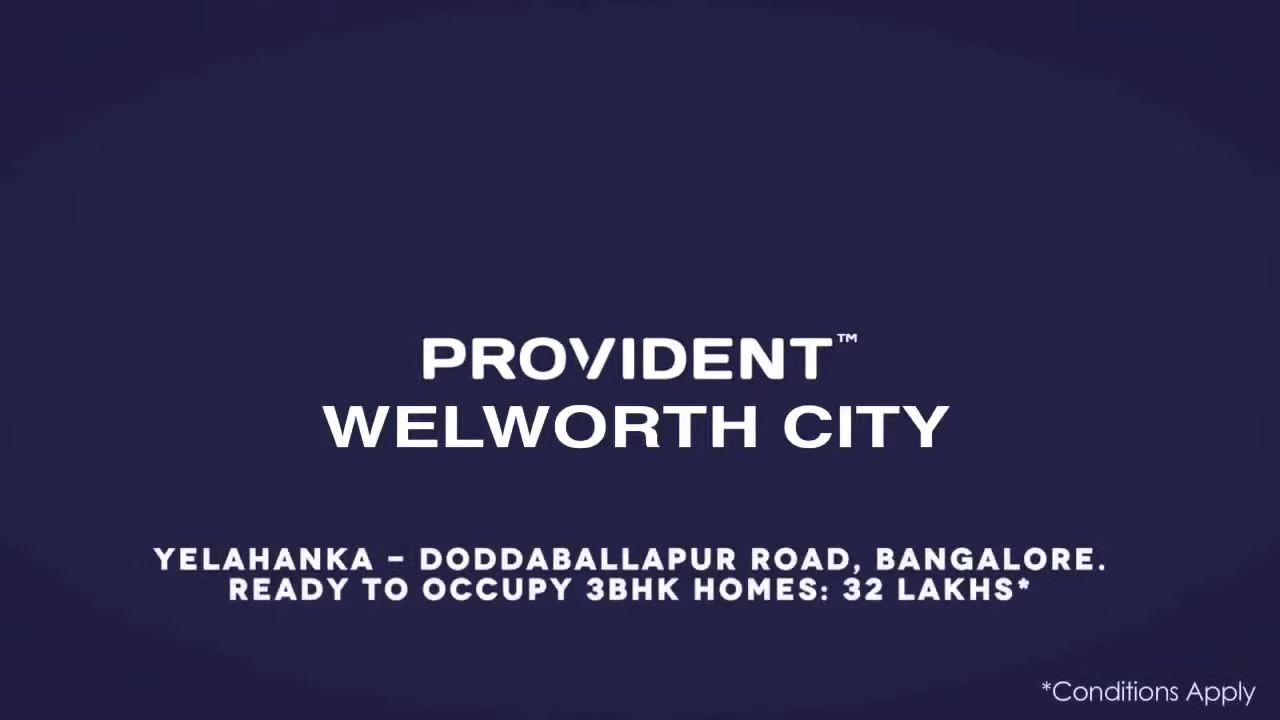 PROVIDENT™
WELWORTH CITY
YELAHANKA – DODDABALLAPUR ROAD, BANGALORE.
READY TO OCCUPY 3BHK HOMES: 32 LAKHS*
*Conditions Apply